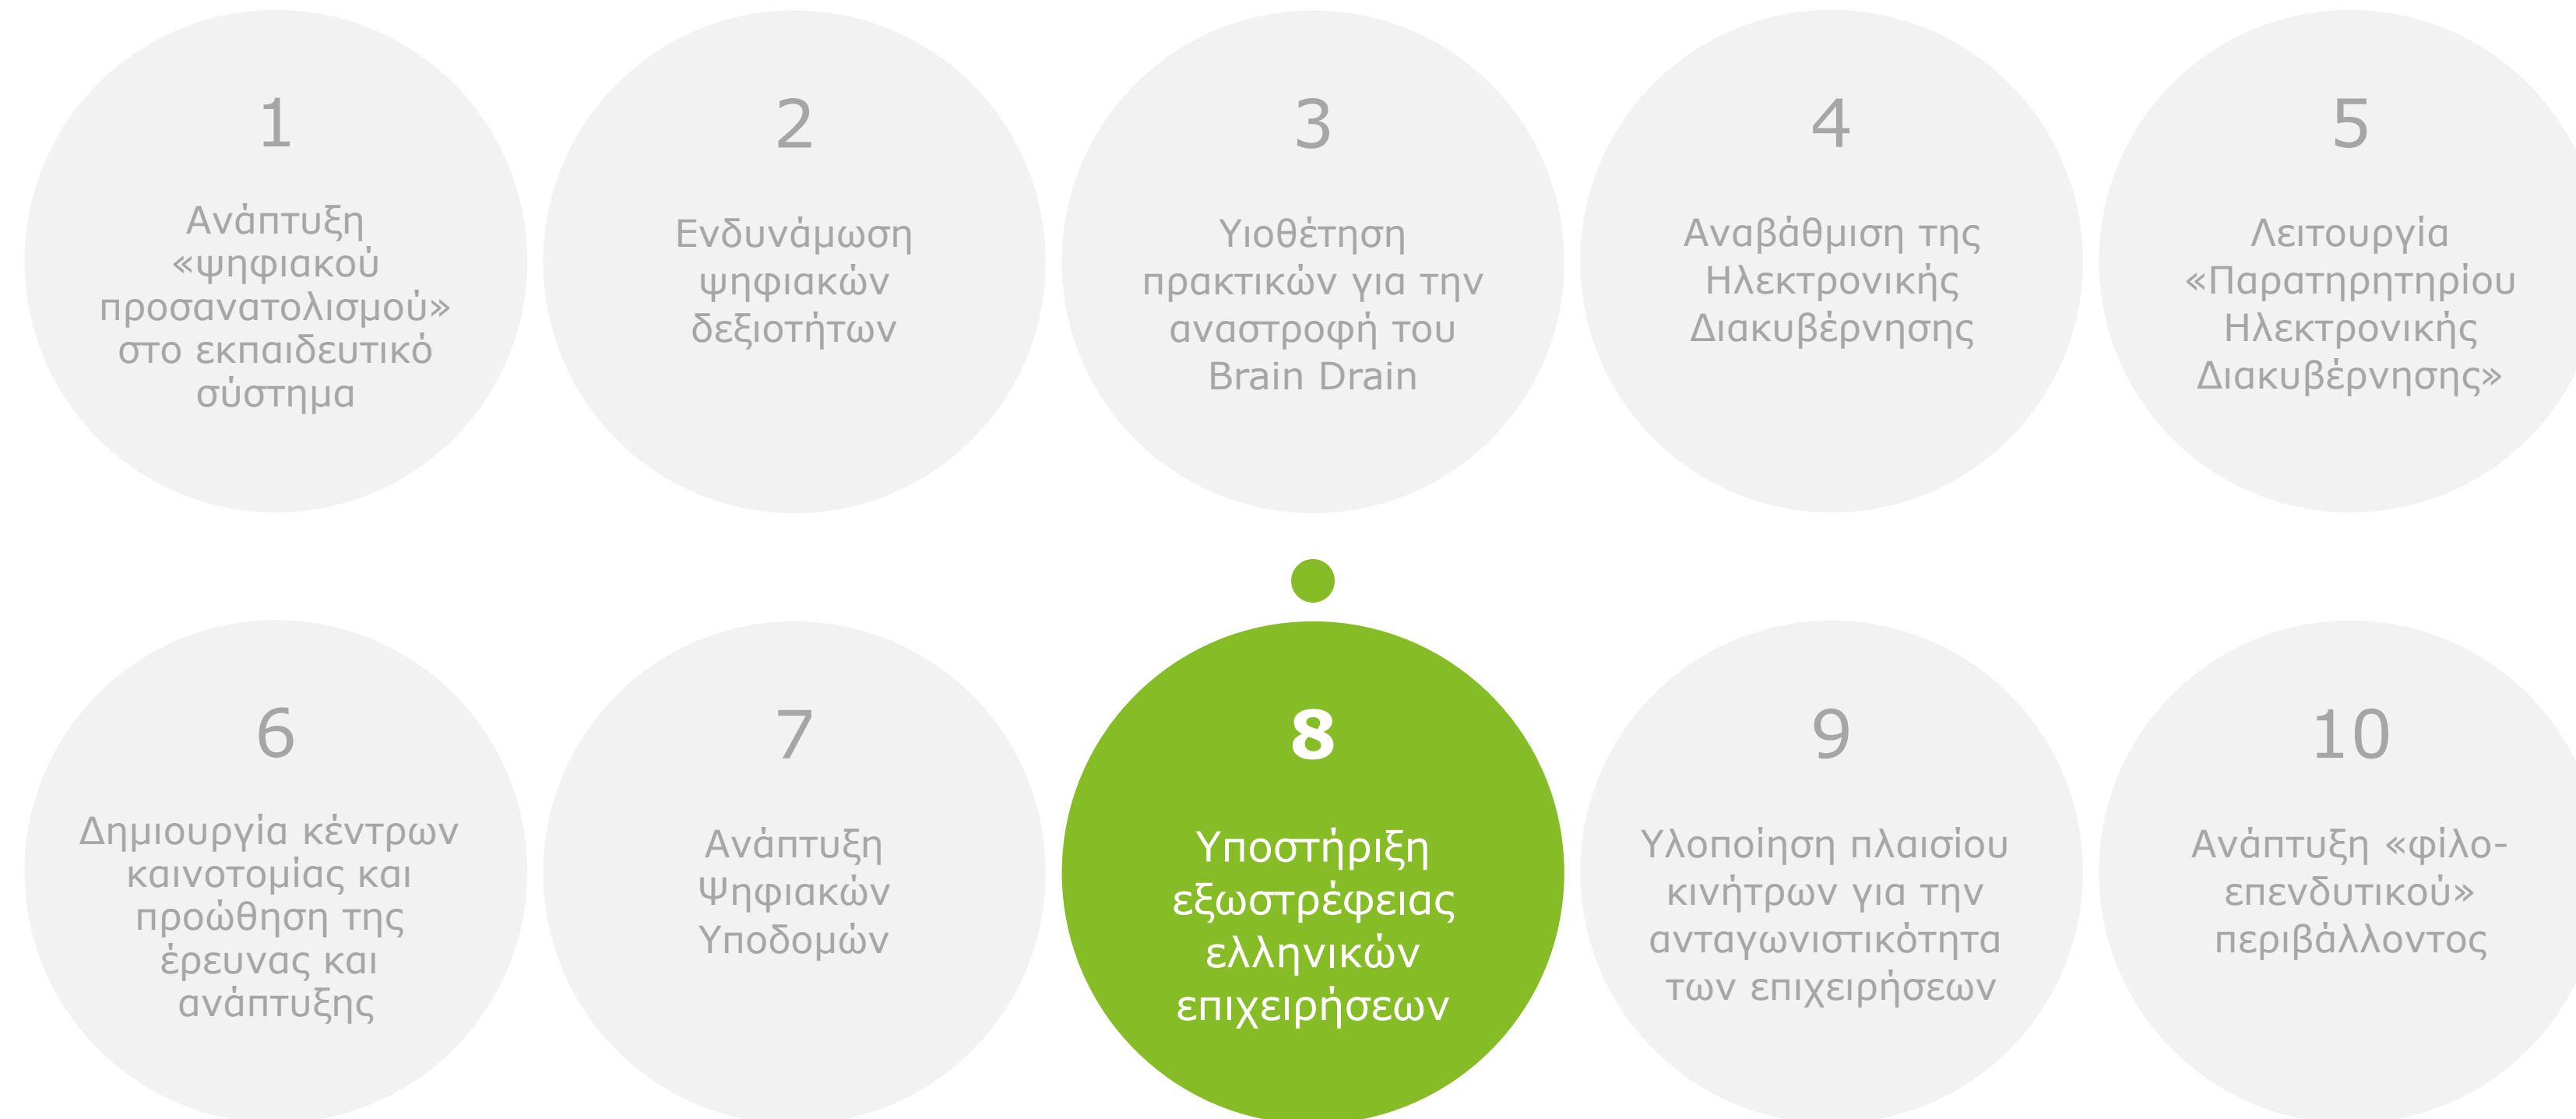 1
Ανάπτυξη
«ψηφιακού
προσανατολισμού»
στο εκπαιδευτικό
σύστημα
2
Ενδυνάμωση
ψηφιακών
δεξιοτήτων
3
Υιοθέτηση
πρακτικών για την
αναστροφή του
Brain Drain
4
Αναβάθμιση της
Ηλεκτρονικής
Διακυβέρνησης
5
Λειτουργία
«Παρατηρητηρίου
Ηλεκτρονικής
Διακυβέρνησης»
6
Δημιουργία κέντρων
καινοτομίας και
προώθηση της
έρευνας και
ανάπτυξης
7
Ανάπτυξη
Ψηφιακών
Υποδομών
8
Υποστήριξη
εξωστρέφειας
ελληνικών
επιχειρήσεων
9
Υλοποίηση πλαισίου
κινήτρων για την
ανταγωνιστικότητα
των επιχειρήσεων
10
Ανάπτυξη «φίλο-
επενδυτικού»
περιβάλλοντος